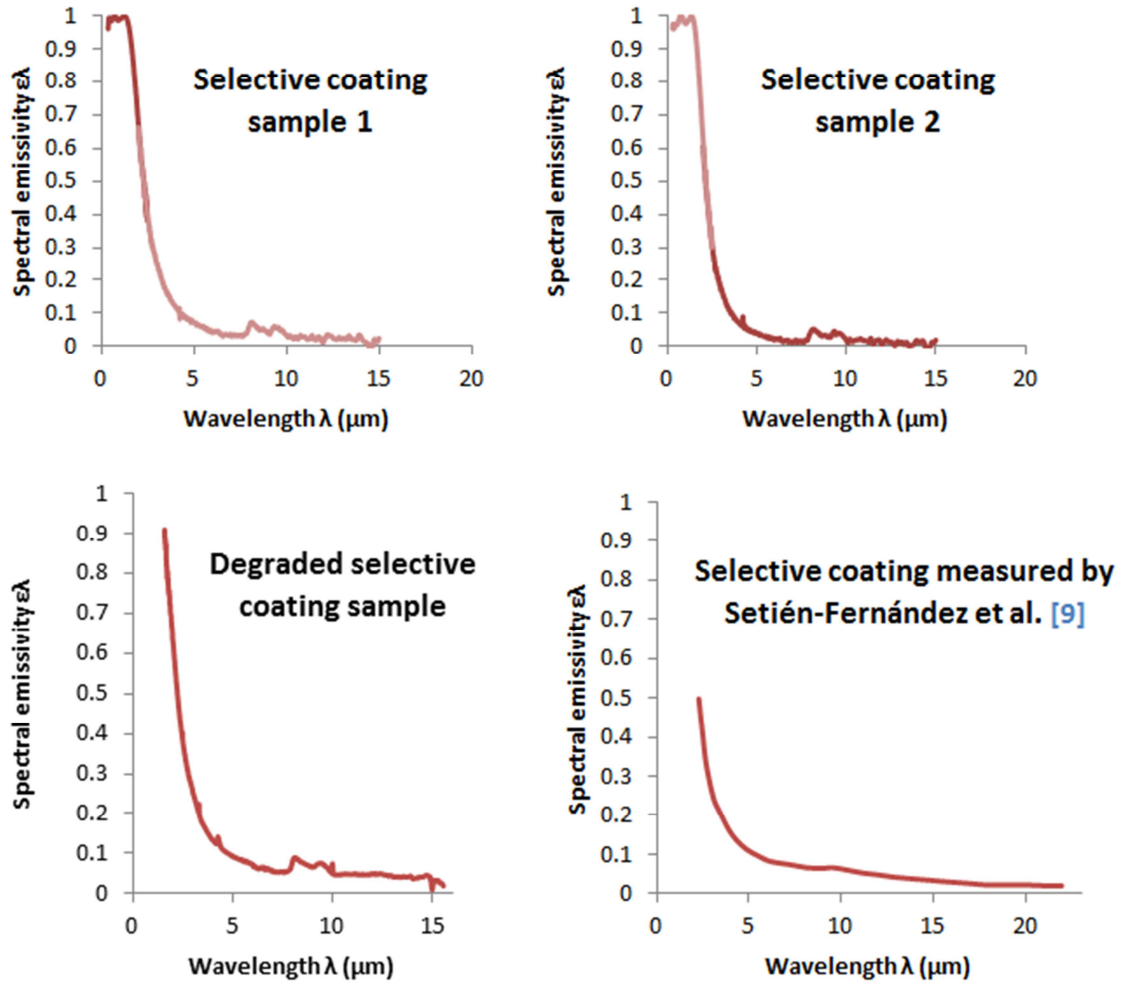 Selective coating
sample 1
Spectral emissivity ελ
1
0.9
0.8
0.7
0.6
0.5
0.4
0.3
0.2
0.1
0
0 5 10 15 20
Wavelength λ (µm)
Selective coating
sample 2
Spectral emissivity ελ
1
0.9
0.8
0.7
0.6
0.5
0.4
0.3
0.2
0.1
0
0 5 10 15 20
Wavelength λ (µm)
Degraded selective
coating sample
Spectral emissivity ελ
1
0.9
0.8
0.7
0.6
0.5
0.4
0.3
0.2
0.1
0
0 5 10 15
Wavelength λ (µm)
Selective coating measured by
Setién-Fernández et al. [9]
Spectral emissivity ελ
1
0.9
0.8
0.7
0.6
0.5
0.4
0.3
0.2
0.1
0
0 5 10 15 20
Wavelength λ (µm)